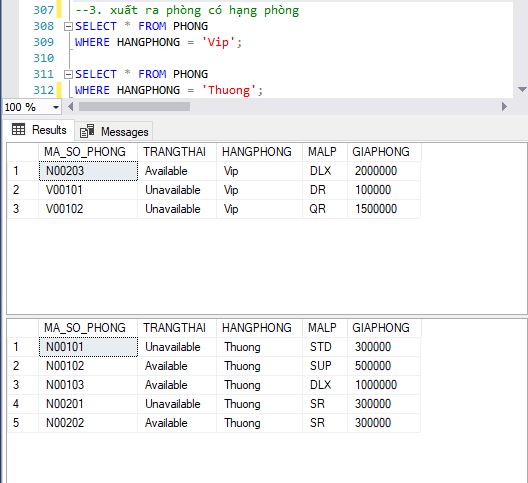 307 --3. xuất ra phòng có hạng phòng
308 SELECT * FROM PHONG
309 WHERE HANGPHONG = 'Vip';
310
311 SELECT * FROM PHONG
312 WHERE HANGPHONG = 'Thuong';
100 %
Results Messages
MA_SO_PHONG TRANGTHAI HANGPHONG MALP GIAPHONG
1 N00203 Available Vip DLX 2000000
2 V00101 Unavailable Vip DR 100000
3 V00102 Unavailable Vip QR 1500000
MA_SO_PHONG TRANGTHAI HANGPHONG MALP GIAPHONG
1 N00101 Unavailable Thuong STD 300000
2 N00102 Available Thuong SUP 500000
3 N00103 Available Thuong DLX 1000000
4 N00201 Unavailable Thuong SR 300000
5 N00202 Available Thuong SR 300000